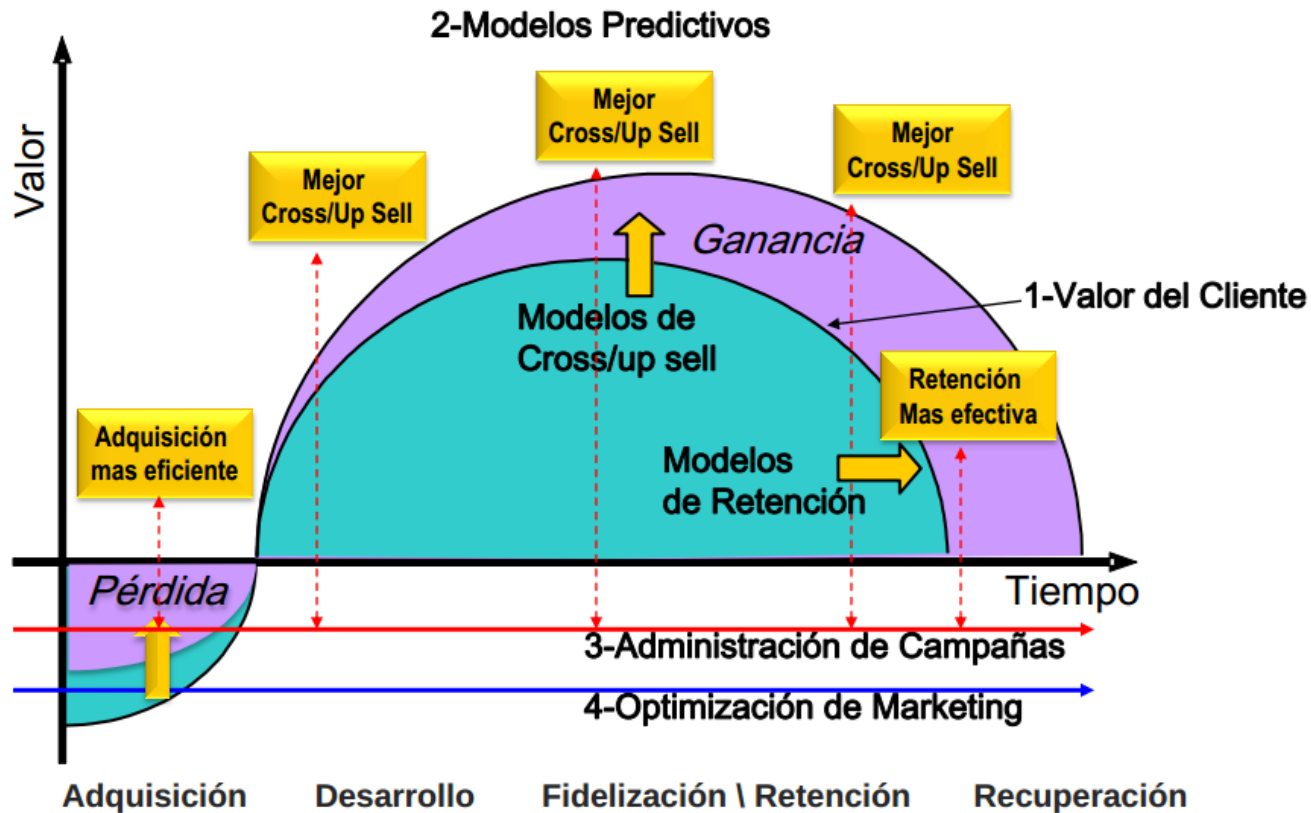 2-Modelos Predictivos
Valor
Mejor
Cross/Up Sell
Mejor
Cross/Up Sell
Mejor
Cross/Up Sell
Ganancia
1-Valor del Cliente
Modelos de
Cross/up sell
Retención
Mas efectiva
Adquisición
mas eficiente
Modelos
de Retención
Pérdida
Tiempo
3-Administración de Campañas
4-Optimización de Marketing
Adquisición
Desarrollo
Fidelización \ Retención
Recuperación